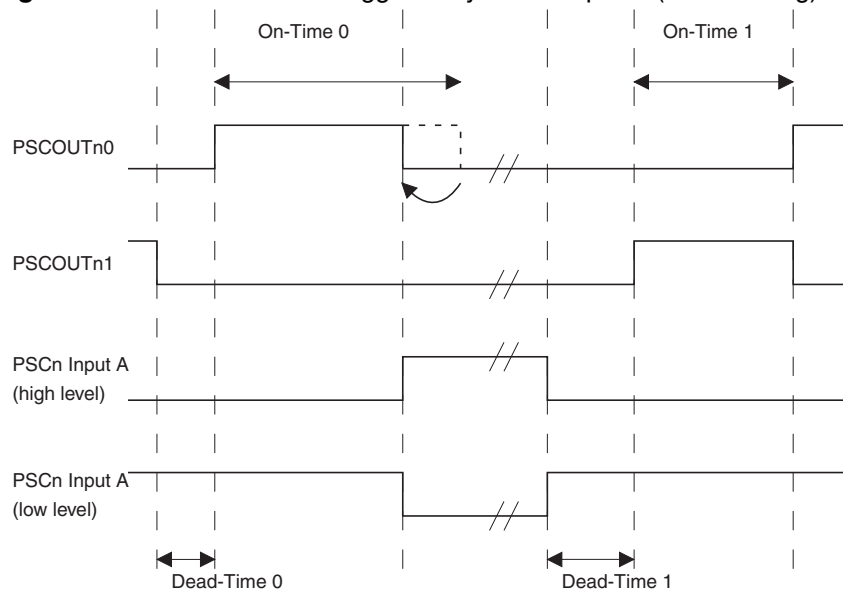 On-Time 0
On-Time 1
PSCOUTn0
PSCOUTn1
PSCn Input A
(high level)
PSCn Input A
(low level)
Dead-Time 0
Dead-Time 1